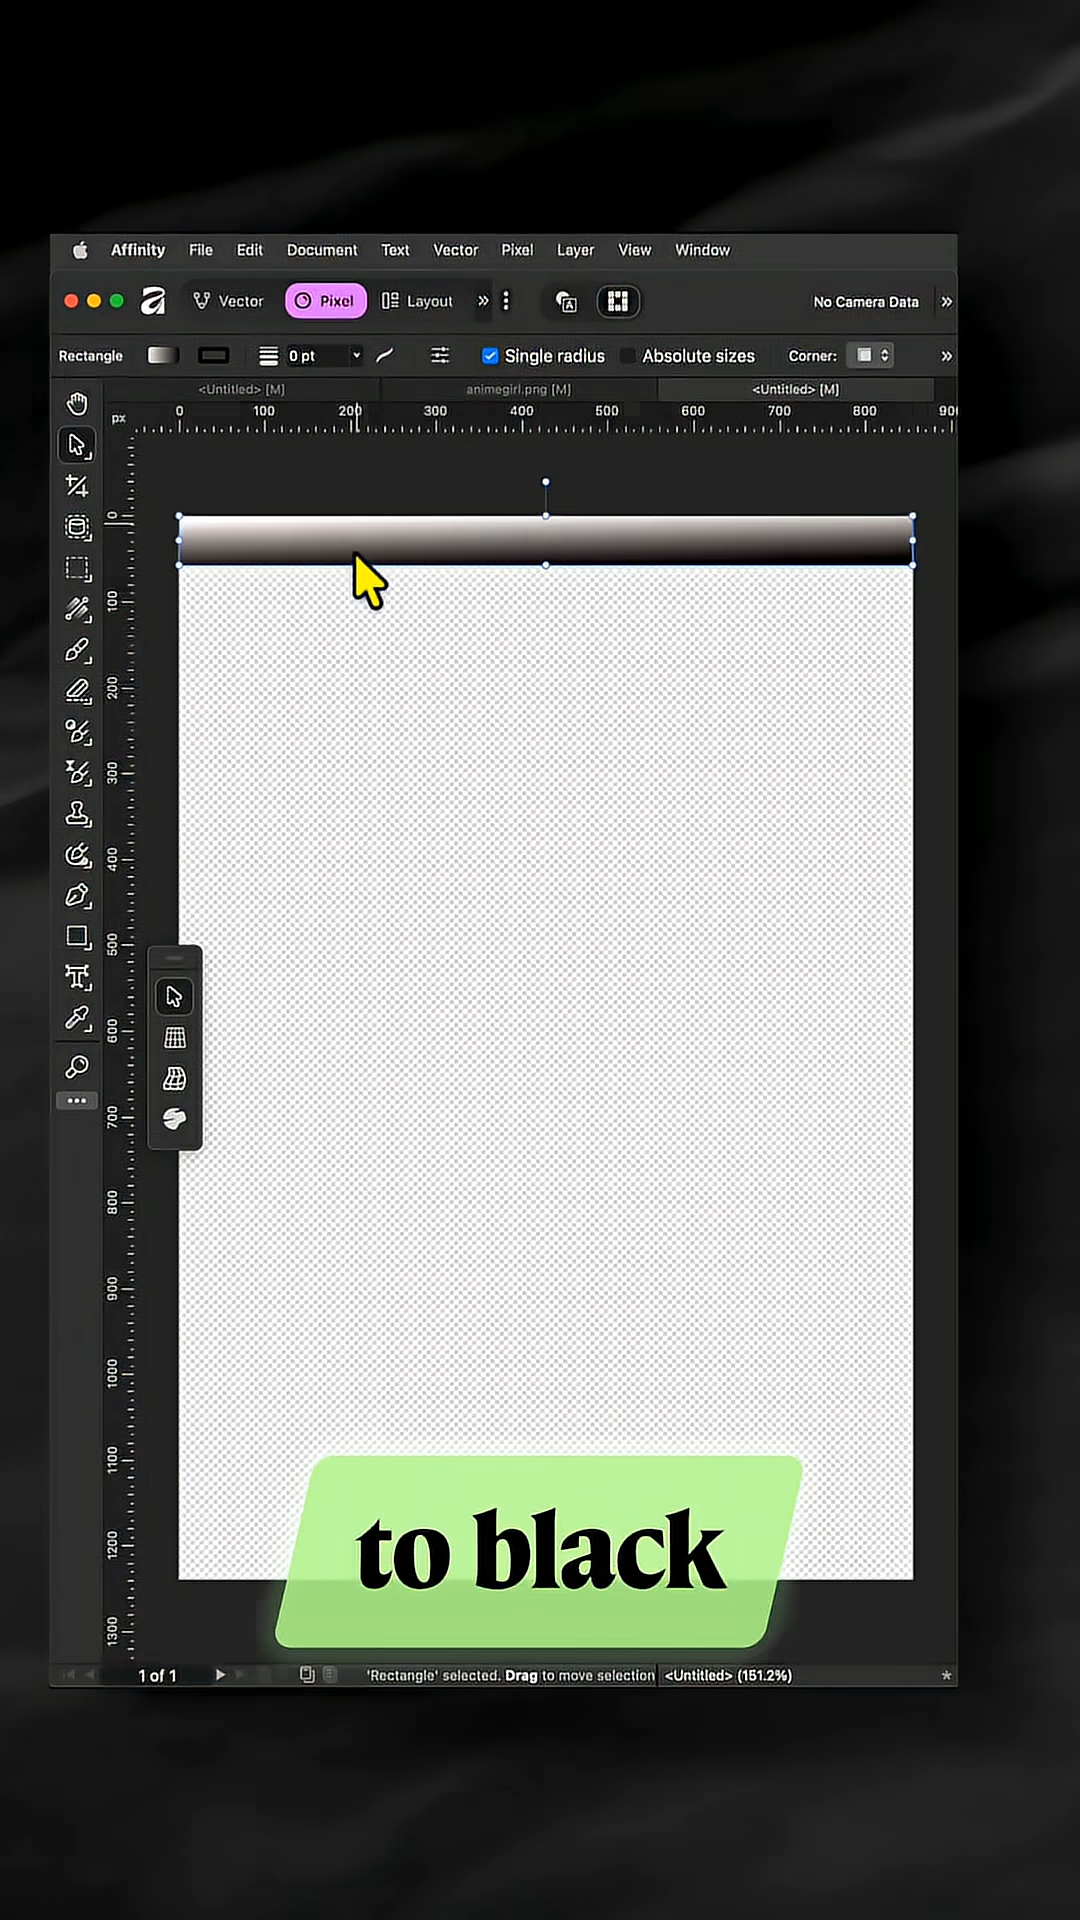 Affinity File Edit Document Text Vector Pixel Layer View Window
Vector Pixel Layout » No Camera Data »
Rectangle 0 pt Single radius Absolute sizes Corner: »
<Untitled> [M] animegirl.png [M] <Untitled> [M]
px 0 100 200 300 400 500 600 700 800 900
0
100
200
300
400
500
600
700
800
900
1000
1100
1200
1300
to black
1 of 1 'Rectangle' selected. Drag to move selection <Untitled> (151.2%) *